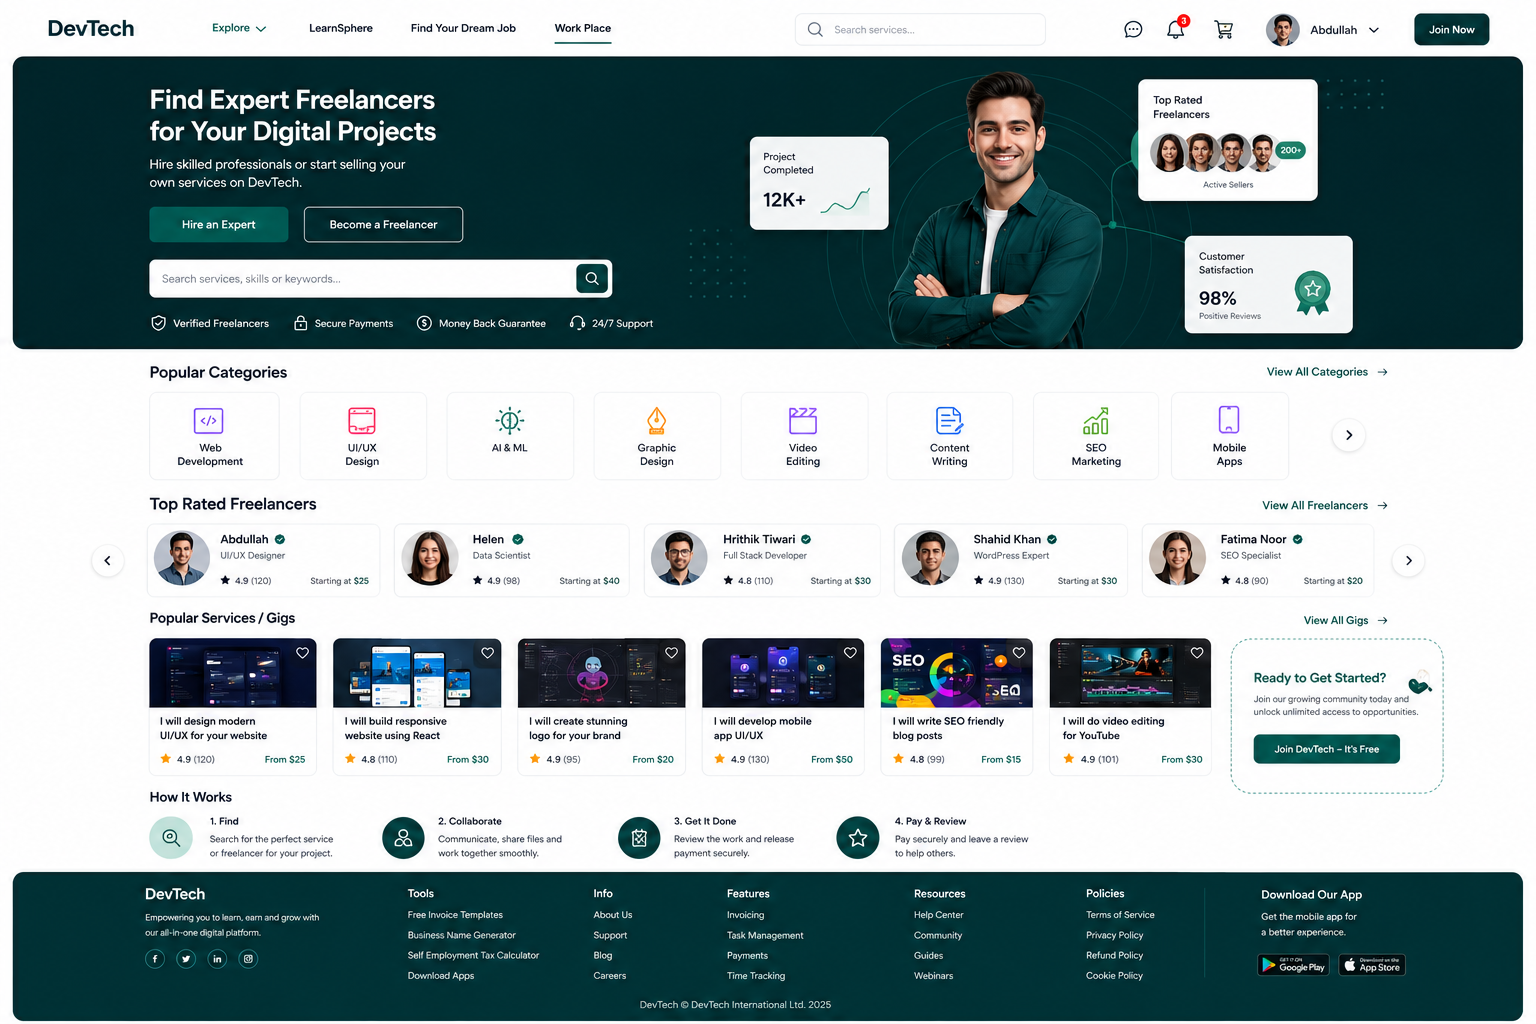 DevTech
Explore
LearnSphere
Find Your Dream Job
Work Place
Search services...
3
Abdullah
Join Now
Find Expert Freelancers
for Your Digital Projects
Hire skilled professionals or start selling your
own services on DevTech.
Hire an Expert
Become a Freelancer
Search services, skills or keywords...
Verified Freelancers
Secure Payments
$
Money Back Guarantee
24/7 Support
Project
Completed
12K+
Top Rated
Freelancers
200+
Active Sellers
Customer
Satisfaction
98%
Positive Reviews
Popular Categories
View All Categories →
</>
Web
Development
UI/UX
Design
AI & ML
Graphic
Design
Video
Editing
Content
Writing
SEO
Marketing
Mobile
Apps
Top Rated Freelancers
View All Freelancers →
Abdullah
UI/UX Designer
4.9 (120)
Starting at $25
Helen
Data Scientist
4.9 (98)
Starting at $40
Hrithik Tiwari
Full Stack Developer
4.8 (110)
Starting at $30
Shahid Khan
WordPress Expert
4.9 (130)
Starting at $30
Fatima Noor
SEO Specialist
4.8 (90)
Starting at $20
Popular Services / Gigs
View All Gigs →
I will design modern
UI/UX for your website
4.9 (120)
From $25
I will build responsive
website using React
4.8 (110)
From $30
I will create stunning
logo for your brand
4.9 (95)
From $20
I will develop mobile
app UI/UX
4.9 (130)
From $50
SEO
SEO
I will write SEO friendly
blog posts
4.8 (99)
From $15
I will do video editing
for YouTube
4.9 (101)
From $30
Ready to Get Started?
Join our growing community today and
unlock unlimited access to opportunities.
Join DevTech – It's Free
How It Works
1. Find
Search for the perfect service
or freelancer for your project.
2. Collaborate
Communicate, share files and
work together smoothly.
3. Get It Done
Review the work and release
payment securely.
4. Pay & Review
Pay securely and leave a review
to help others.
DevTech
Empowering you to learn, earn and grow with
our all-in-one digital platform.
Tools
Free Invoice Templates
Business Name Generator
Self Employment Tax Calculator
Download Apps
Info
About Us
Support
Blog
Careers
Features
Invoicing
Task Management
Payments
Time Tracking
Resources
Help Center
Community
Guides
Webinars
Policies
Terms of Service
Privacy Policy
Refund Policy
Cookie Policy
Download Our App
Get the mobile app for
a better experience.
GET IT ON
Google Play
Download on the
App Store
DevTech © DevTech International Ltd. 2025